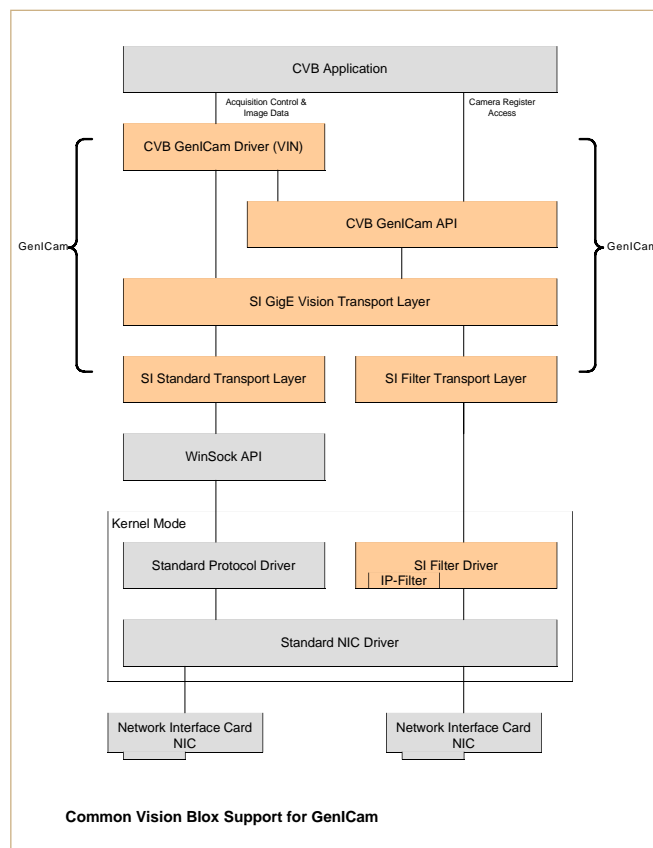 CVB Application
Acquisition Control &
Image Data
Camera Register
Access
CVB GenICam Driver (VIN)
CVB GenICam API
GenICam
GenICam
SI GigE Vision Transport Layer
SI Standard Transport Layer
SI Filter Transport Layer
WinSock API
Kernel Mode
Standard Protocol Driver
SI Filter Driver
IP-Filter
Standard NIC Driver
Network Interface Card
NIC
Network Interface Card
NIC
Common Vision Blox Support for GenICam